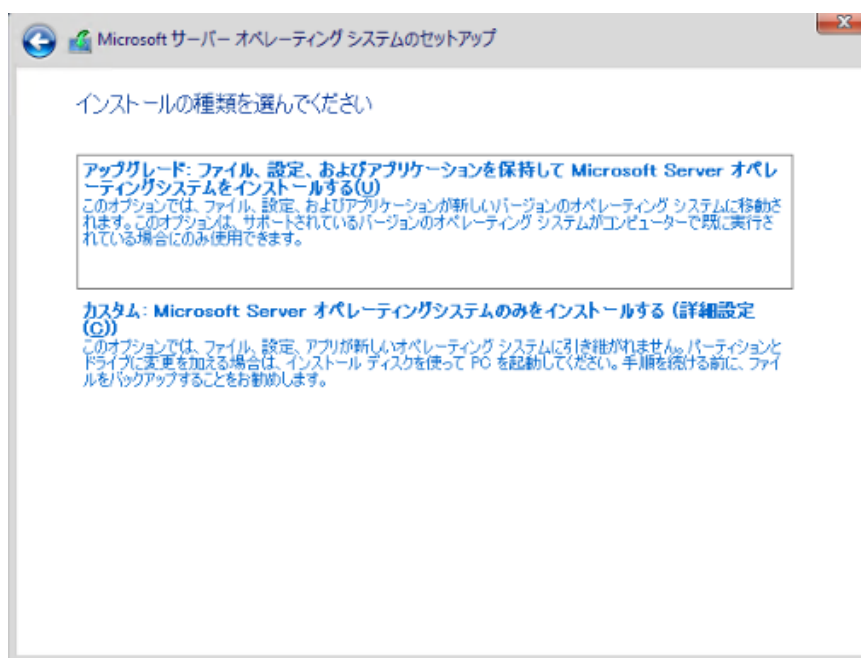 Microsoft サーバー オペレーティング システムのセットアップ
インストールの種類を選んでください
アップグレード: ファイル、設定、およびアプリケーションを保持して Microsoft Server オペレ
ーティングシステムをインストールする(U)
このオプションでは、ファイル、設定、およびアプリケーションが新しいバージョンのオペレーティング システムに移動さ
れます。このオプションは、サポートされているバージョンのオペレーティング システムがコンピューターで既に実行さ
れている場合にのみ使用できます。
カスタム: Microsoft Server オペレーティングシステムのみをインストールする (詳細設定
(C))
このオプションでは、ファイル、設定、アプリが新しいオペレーティング システムに引き継がれません。パーティションと
ドライブに変更を加える場合は、インストール ディスクを使って PC を起動してください。手順を続ける前に、ファイ
ルをバックアップすることをお勧めします。